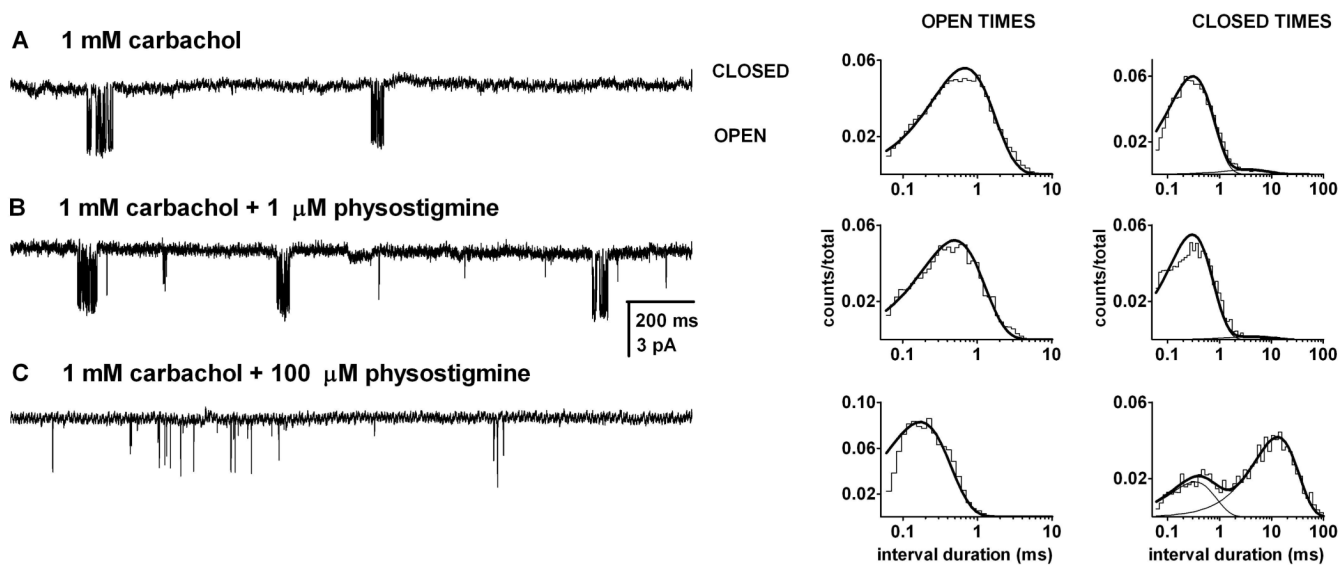 A 1 mM carbachol
CLOSED
OPEN
B 1 mM carbachol + 1 μM physostigmine
200 ms
3 pA
C 1 mM carbachol + 100 μM physostigmine
OPEN TIMES
CLOSED TIMES
0.06
0.02
0.1 1 10
0.06
0.02
0.1 1 10 100
counts/total
0.06
0.02
0.1 1 10
counts/total
0.06
0.02
0.1 1 10 100
0.10
0.06
0.02
0.1 1 10
interval duration (ms)
0.06
0.02
0.1 1 10 100
interval duration (ms)